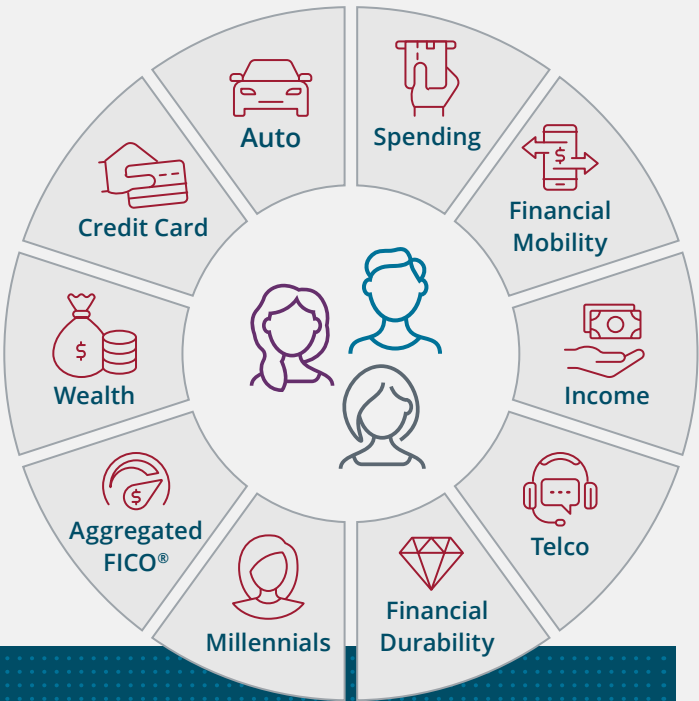 Auto
Spending
Financial
Mobility
Income
Telco
Financial
Durability
Millennials
Aggregated
FICO®
Wealth
Credit Card
$
$
$